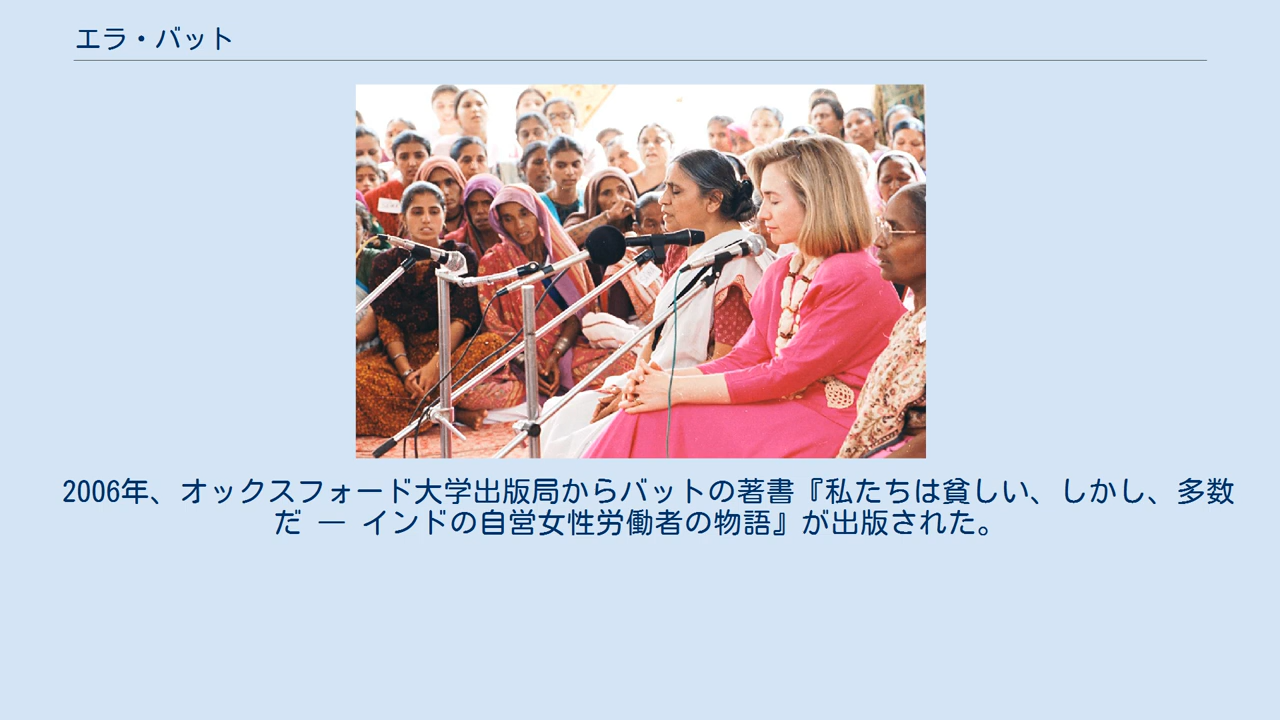 エラ・バット
2006年、オックスフォード大学出版局からバットの著書『私たちは貧しい、しかし、多数
だ ― インドの自営女性労働者の物語』が出版された。